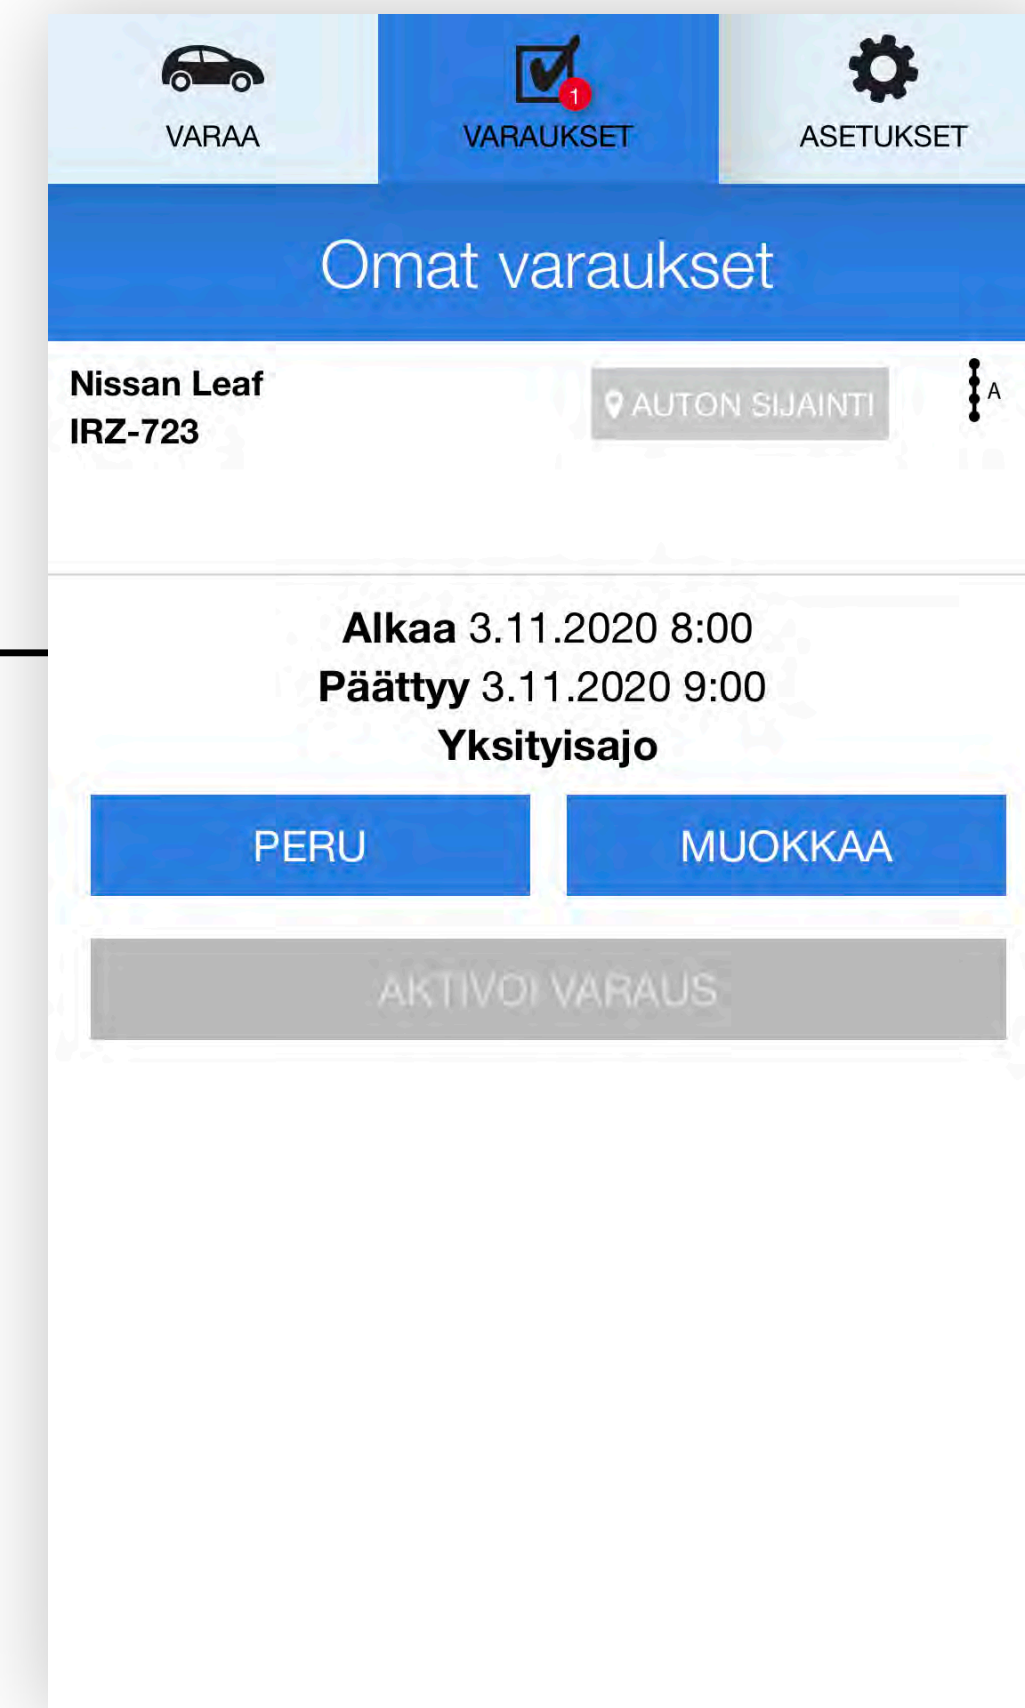 VARAA
VARAUKSET
1
ASETUKSET
Omat varaukset
Nissan Leaf
IRZ-723
AUTON SIJAINTI
A
Alkaa 3.11.2020 8:00
Päättyy 3.11.2020 9:00
Yksityisajo
PERU
MUOKKAA
AKTIVOI VARAUS